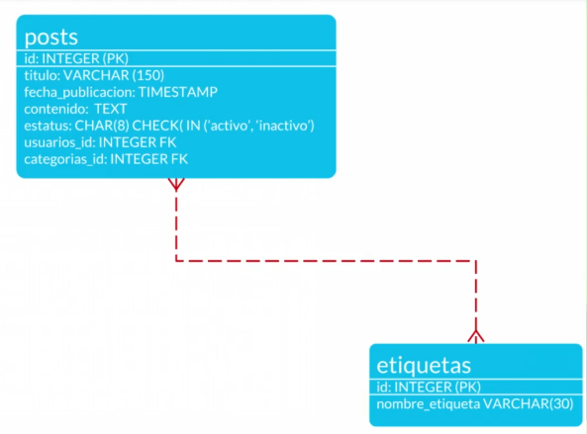 posts
id: INTEGER (PK)
titulo: VARCHAR (150)
fecha_publicacion: TIMESTAMP
contenido: TEXT
estatus: CHAR(8) CHECK( IN ('activo', 'inactivo')
usuarios_id: INTEGER FK
categorias_id: INTEGER FK
etiquetas
id: INTEGER (PK)
nombre_etiqueta VARCHAR(30)